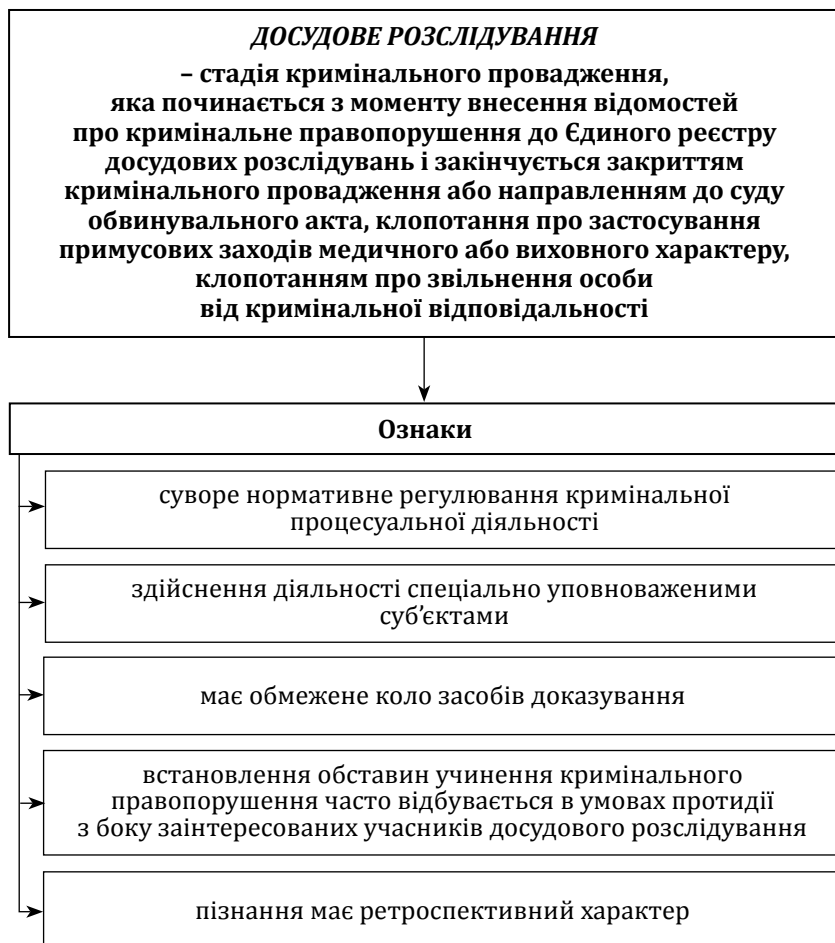 ДОСУДОВЕ РОЗСЛІДУВАННЯ
– стадія кримінального провадження,
яка починається з моменту внесення відомостей
про кримінальне правопорушення до Єдиного реєстру
досудових розслідувань і закінчується закриттям
кримінального провадження або направленням до суду
обвинувального акта, клопотання про застосування
примусових заходів медичного або виховного характеру,
клопотанням про звільнення особи
від кримінальної відповідальності
Ознаки
суворе нормативне регулювання кримінальної
процесуальної діяльності
здійснення діяльності спеціально уповноваженими
суб’єктами
має обмежене коло засобів доказування
встановлення обставин учинення кримінального
правопорушення часто відбувається в умовах протидії
з боку заінтересованих учасників досудового розслідування
пізнання має ретроспективний характер